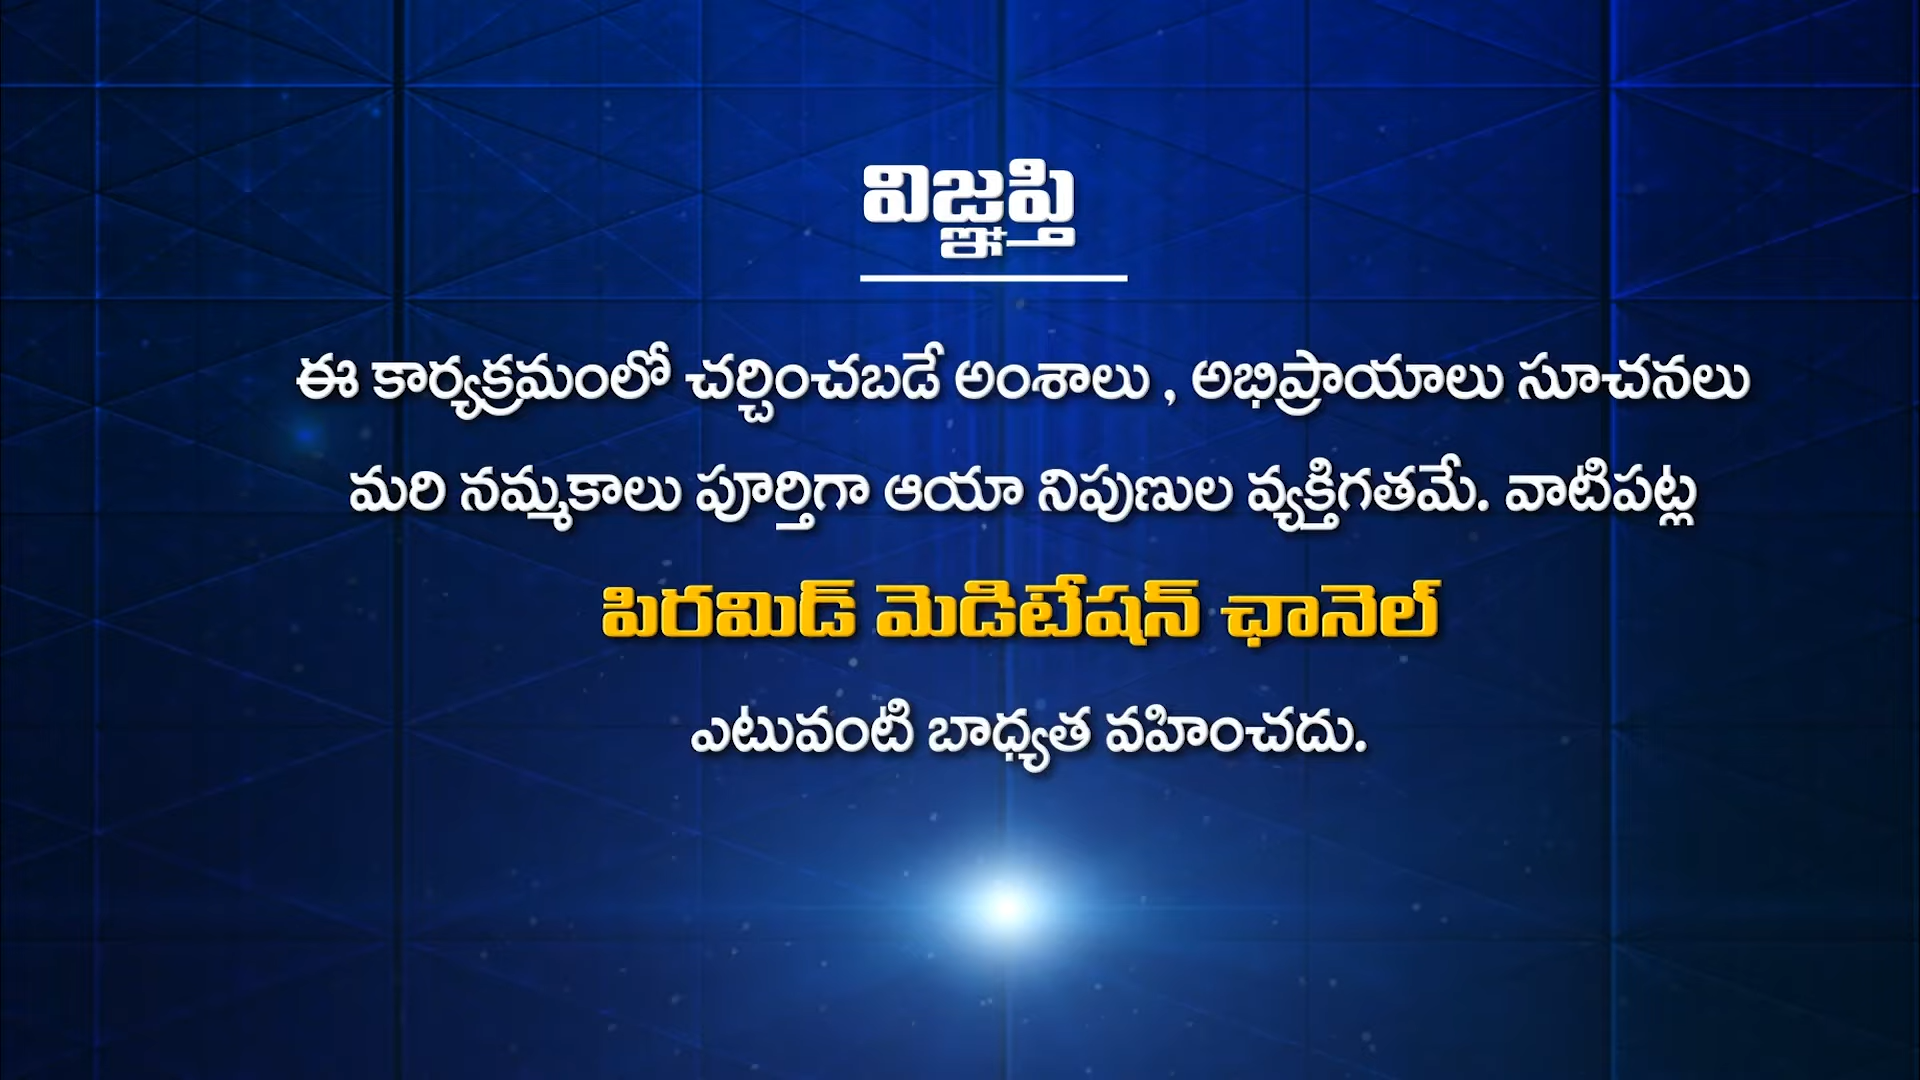 విజ్ఞప్తి
ఈ కార్యక్రమంలో చర్చించబడే అంశాలు , అభిప్రాయాలు సూచనలు
మరి నమ్మకాలు పూర్తిగా ఆయా నిపుణుల వ్యక్తిగతమే. వాటిపట్ల
పిరమిడ్ మెడిటేషన్ ఛానెల్
ఎటువంటి బాధ్యత వహించదు.